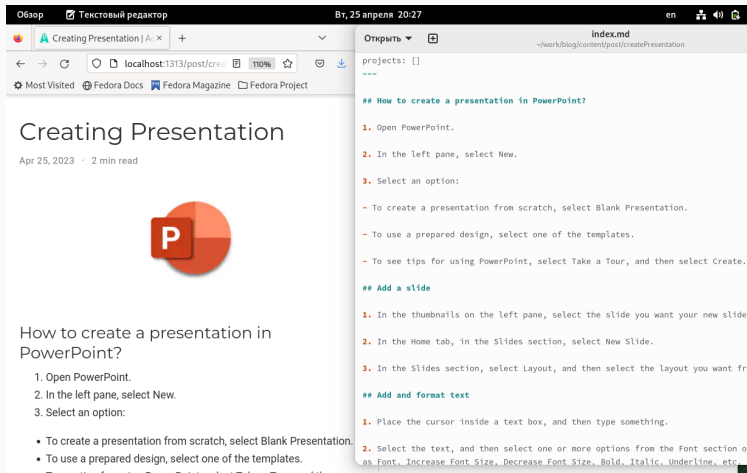 Обзор
Текстовый редактор
Вт, 25 апреля 20:27
en
Creating Presentation | Ac
localhost:1313/post/crea
110%
Most Visited
Fedora Docs
Fedora Magazine
Fedora Project
Creating Presentation
Apr 25, 2023 · 2 min read
P
How to create a presentation in
PowerPoint?
1. Open PowerPoint.
2. In the left pane, select New.
3. Select an option:
• To create a presentation from scratch, select Blank Presentation.
• To use a prepared design, select one of the templates.
Открыть
index.md
~/work/blog/content/post/createPresentation
projects: []
---
## How to create a presentation in PowerPoint?
1. Open PowerPoint.
2. In the left pane, select New.
3. Select an option:
- To create a presentation from scratch, select Blank Presentation.
- To use a prepared design, select one of the templates.
- To see tips for using PowerPoint, select Take a Tour, and then select Create.
## Add a slide
1. In the thumbnails on the left pane, select the slide you want your new slide
2. In the Home tab, in the Slides section, select New Slide.
3. In the Slides section, select Layout, and then select the layout you want fr
## Add and format text
1. Place the cursor inside a text box, and then type something.
2. Select the text, and then select one or more options from the Font section o
as Font, Increase Font Size, Decrease Font Size, Bold, Italic, Underline, etc.